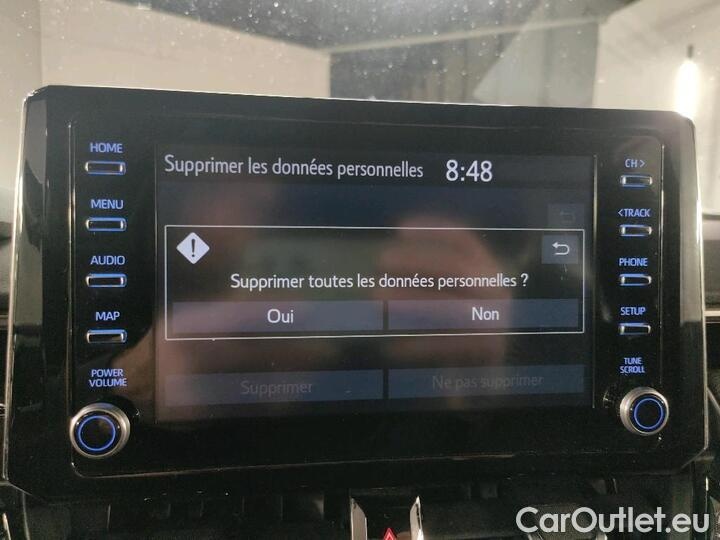 HOME
MENU
AUDIO
MAP
POWER
VOLUME
Supprimer les données personnelles 8:48
!
Supprimer toutes les données personnelles ?
Oui Non
Supprimer Ne pas supprimer
CH >
<TRACK
PHONE
SETUP
TUNE
SCROLL
CarOutlet.eu